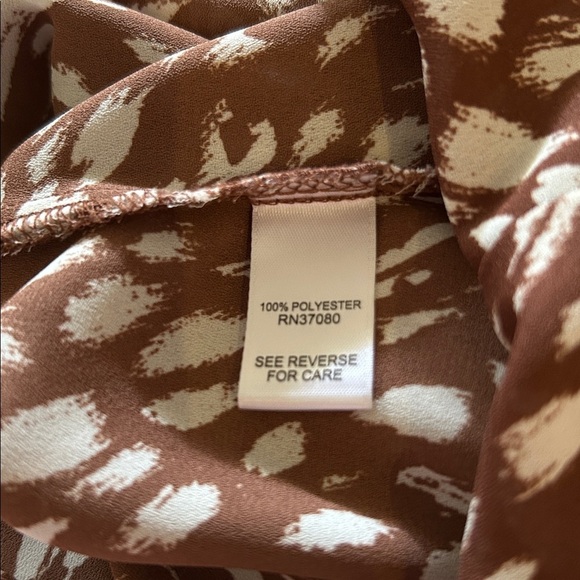 100% POLYESTER
RN37080
SEE REVERSE
FOR CARE